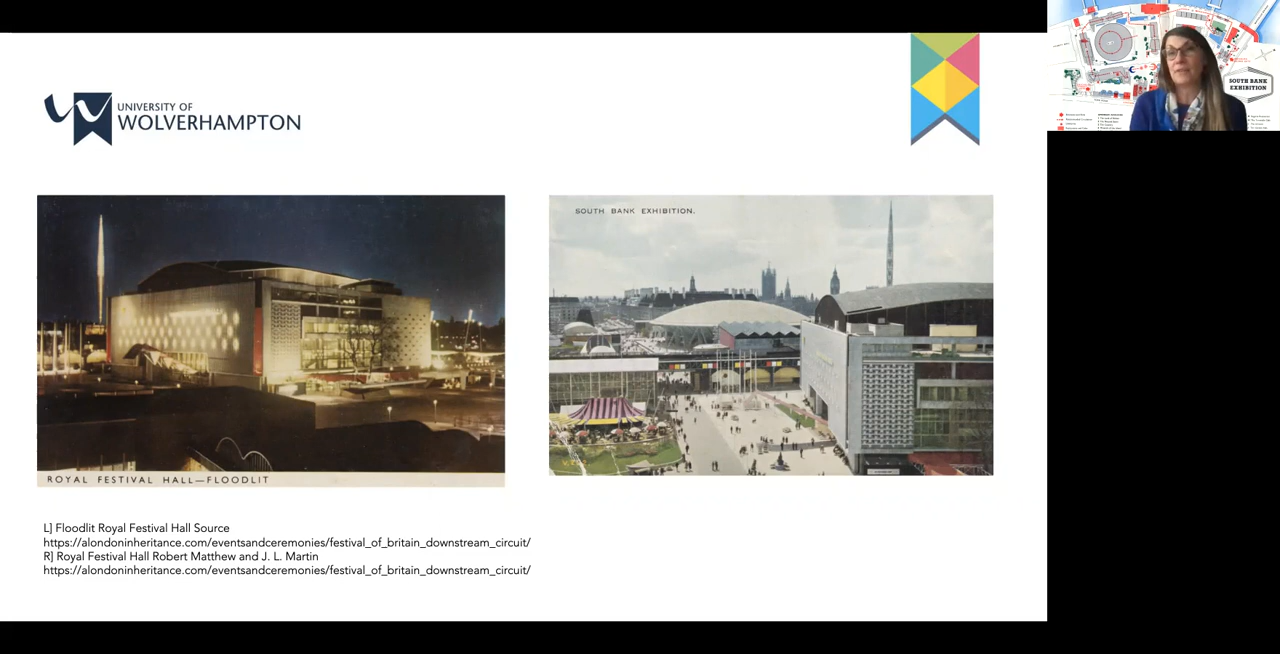 UNIVERSITY OF
WOLVERHAMPTON
SOUTH BANK
EXHIBITION
SOUTH BANK EXHIBITION.
ROYAL FESTIVAL HALL—FLOODLIT
L] Floodlit Royal Festival Hall Source
https://alondoninheritance.com/eventsandceremonies/festival_of_britain_downstream_circuit/
R] Royal Festival Hall Robert Matthew and J. L. Martin
https://alondoninheritance.com/eventsandceremonies/festival_of_britain_downstream_circuit/